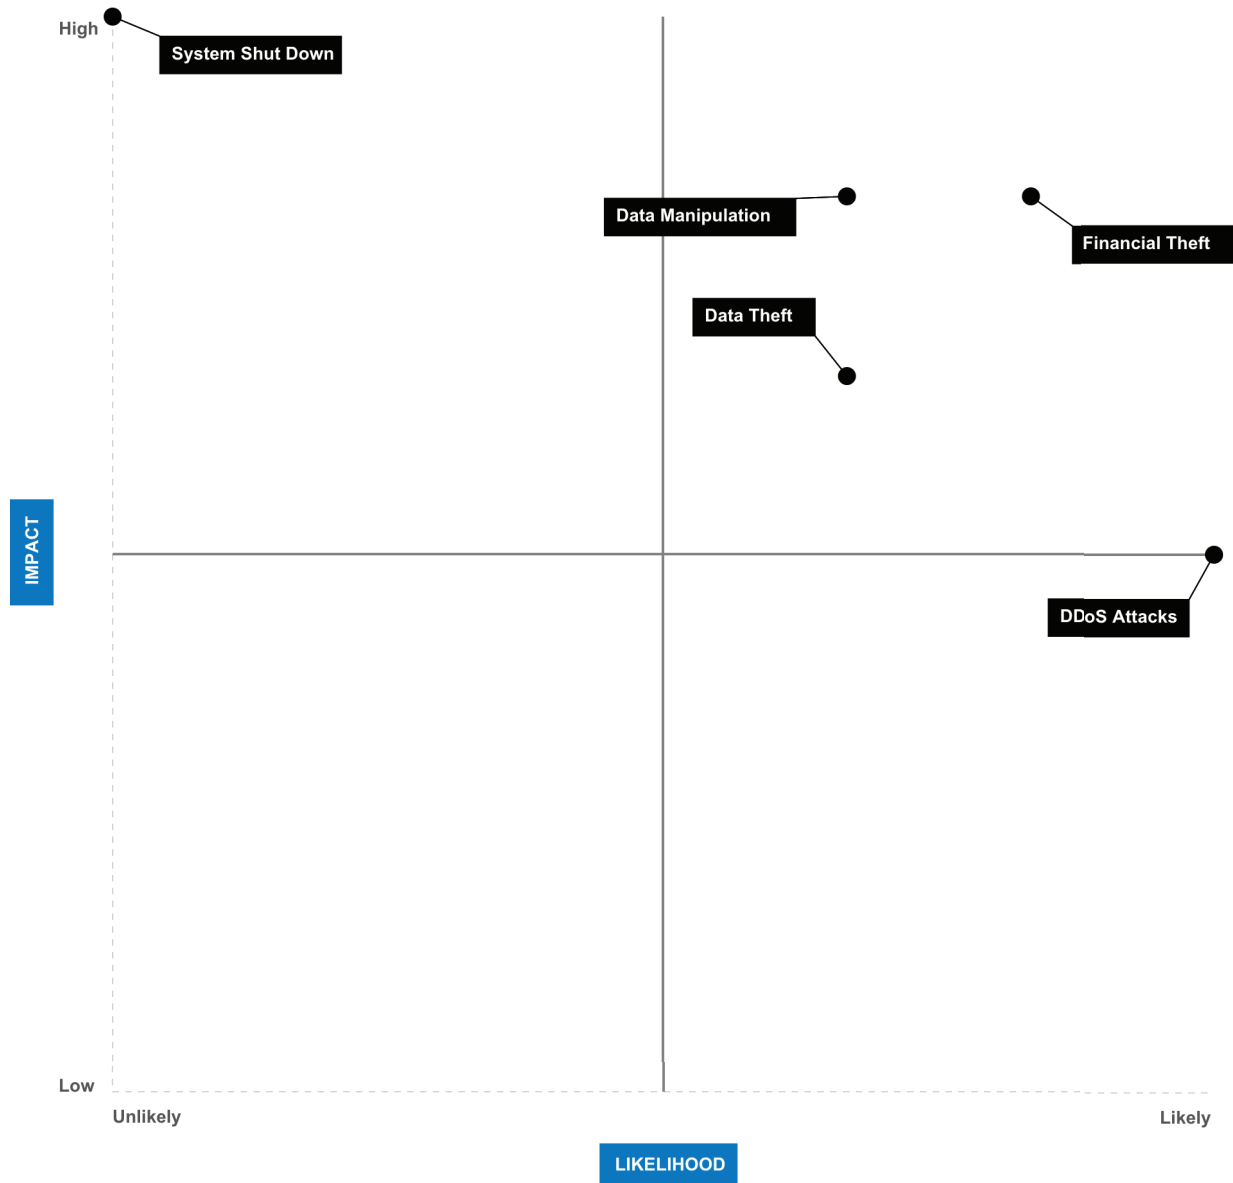 High
System Shut Down
Data Manipulation
Financial Theft
Data Theft
IMPACT
DDoS Attacks
Low
Unlikely
Likely
LIKELIHOOD